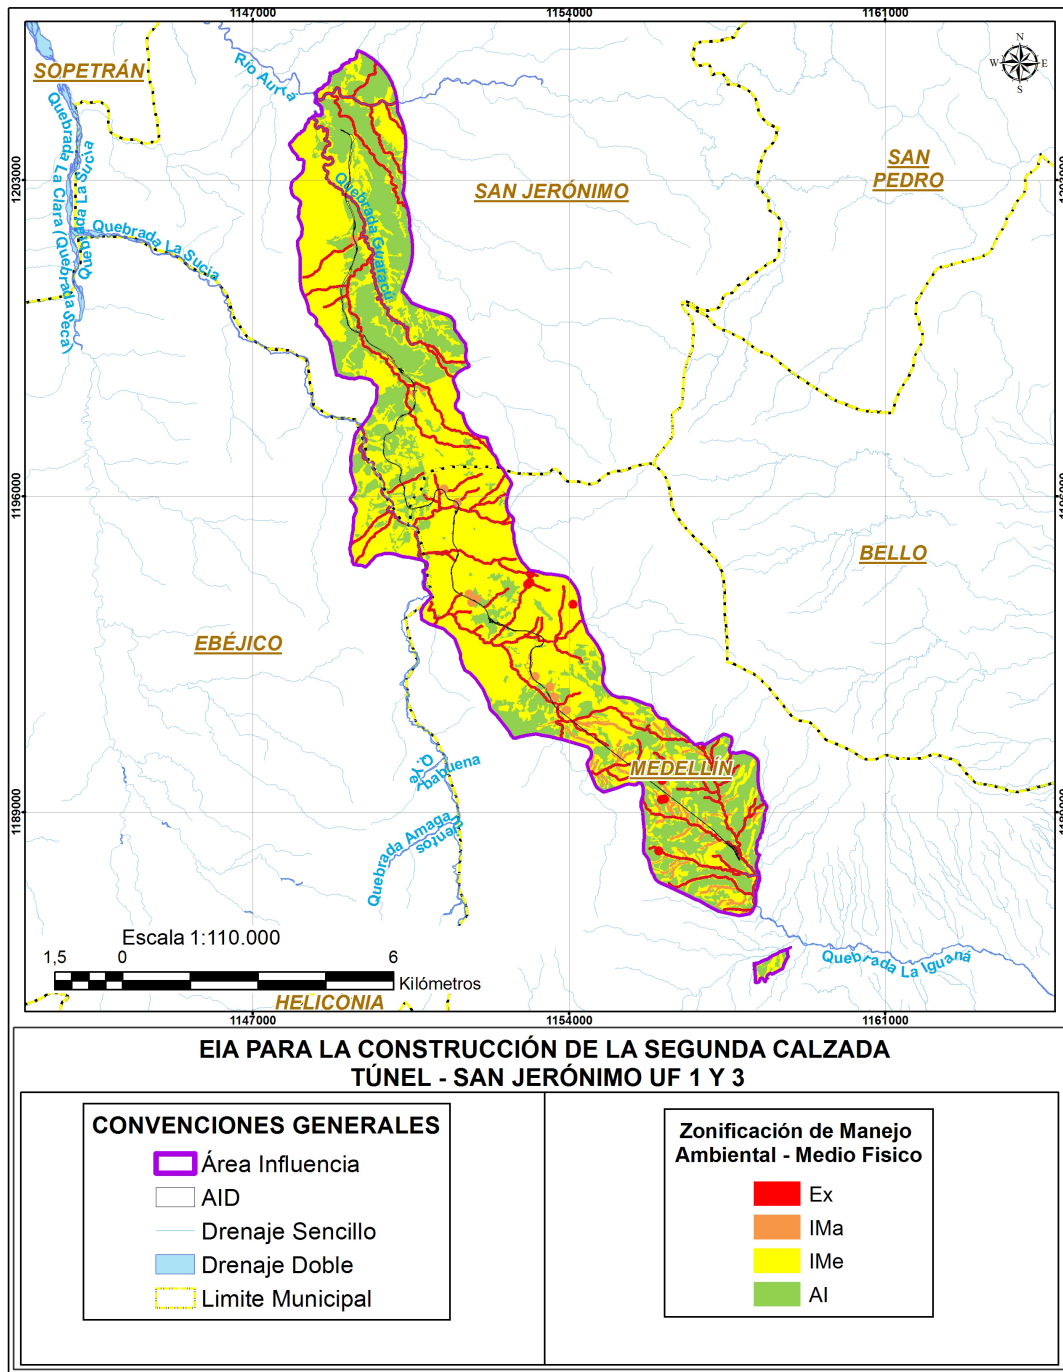 1147000
1154000
1161000
SOPETRÁN
Río Aurrá
N
W E
S
SAN JERÓNIMO
SAN
PEDRO
1203000
Quebrada La Sucia
Quebrada La Clara (Quebrada Seca)
Quebrada La Sucia
Quebrada Guaracú
1196000
1196000
BELLO
EBÉJICO
MEDELLÍN
Q. Yerbabuena
1189000
1189000
Quebrada Amagamientos
Quebrada La Iguaná
Escala 1:110.000
1,5 0 6
Kilómetros
HELICONIA
1147000
1154000
1161000
EIA PARA LA CONSTRUCCIÓN DE LA SEGUNDA CALZADA
TÚNEL - SAN JERÓNIMO UF 1 Y 3
CONVENCIONES GENERALES
Área Influencia
AID
Drenaje Sencillo
Drenaje Doble
Limite Municipal
Zonificación de Manejo
Ambiental - Medio Fisico
Ex
IMa
IMe
AI